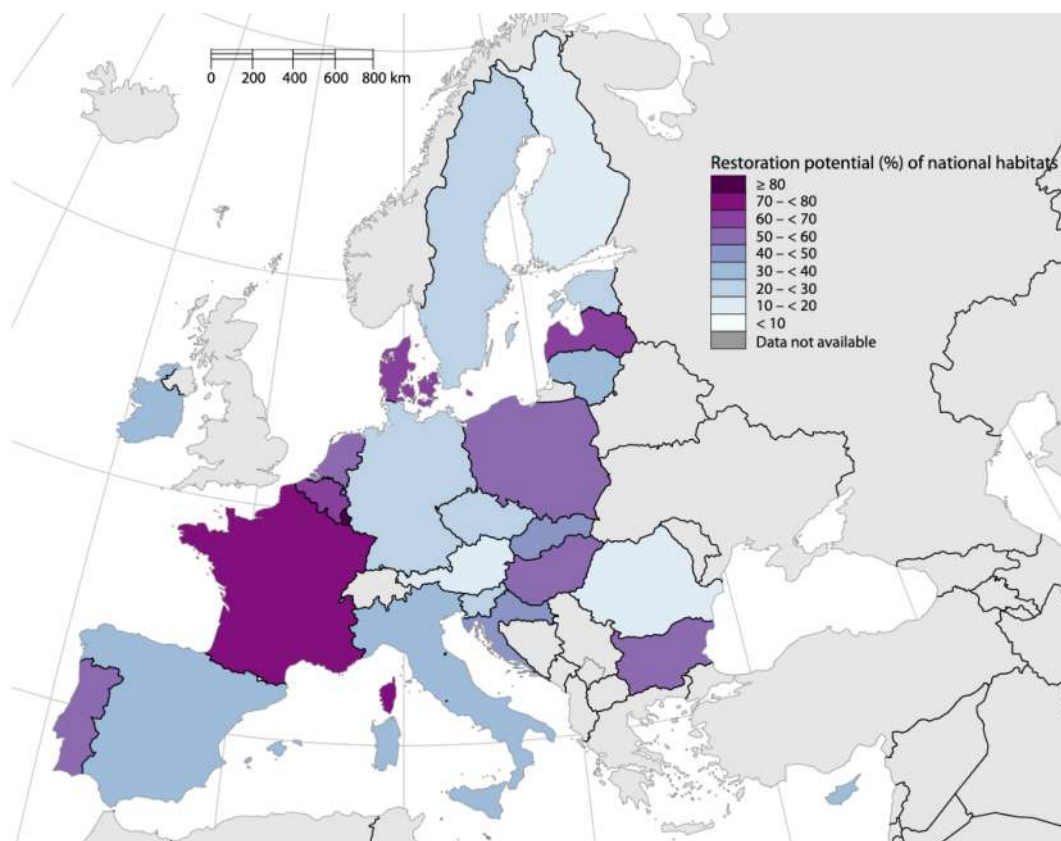 0 200 400 600 800 km
Restoration potential (%) of national habitats
≥ 80
70 – < 80
60 – < 70
50 – < 60
40 – < 50
30 – < 40
20 – < 30
10 – < 20
< 10
Data not available